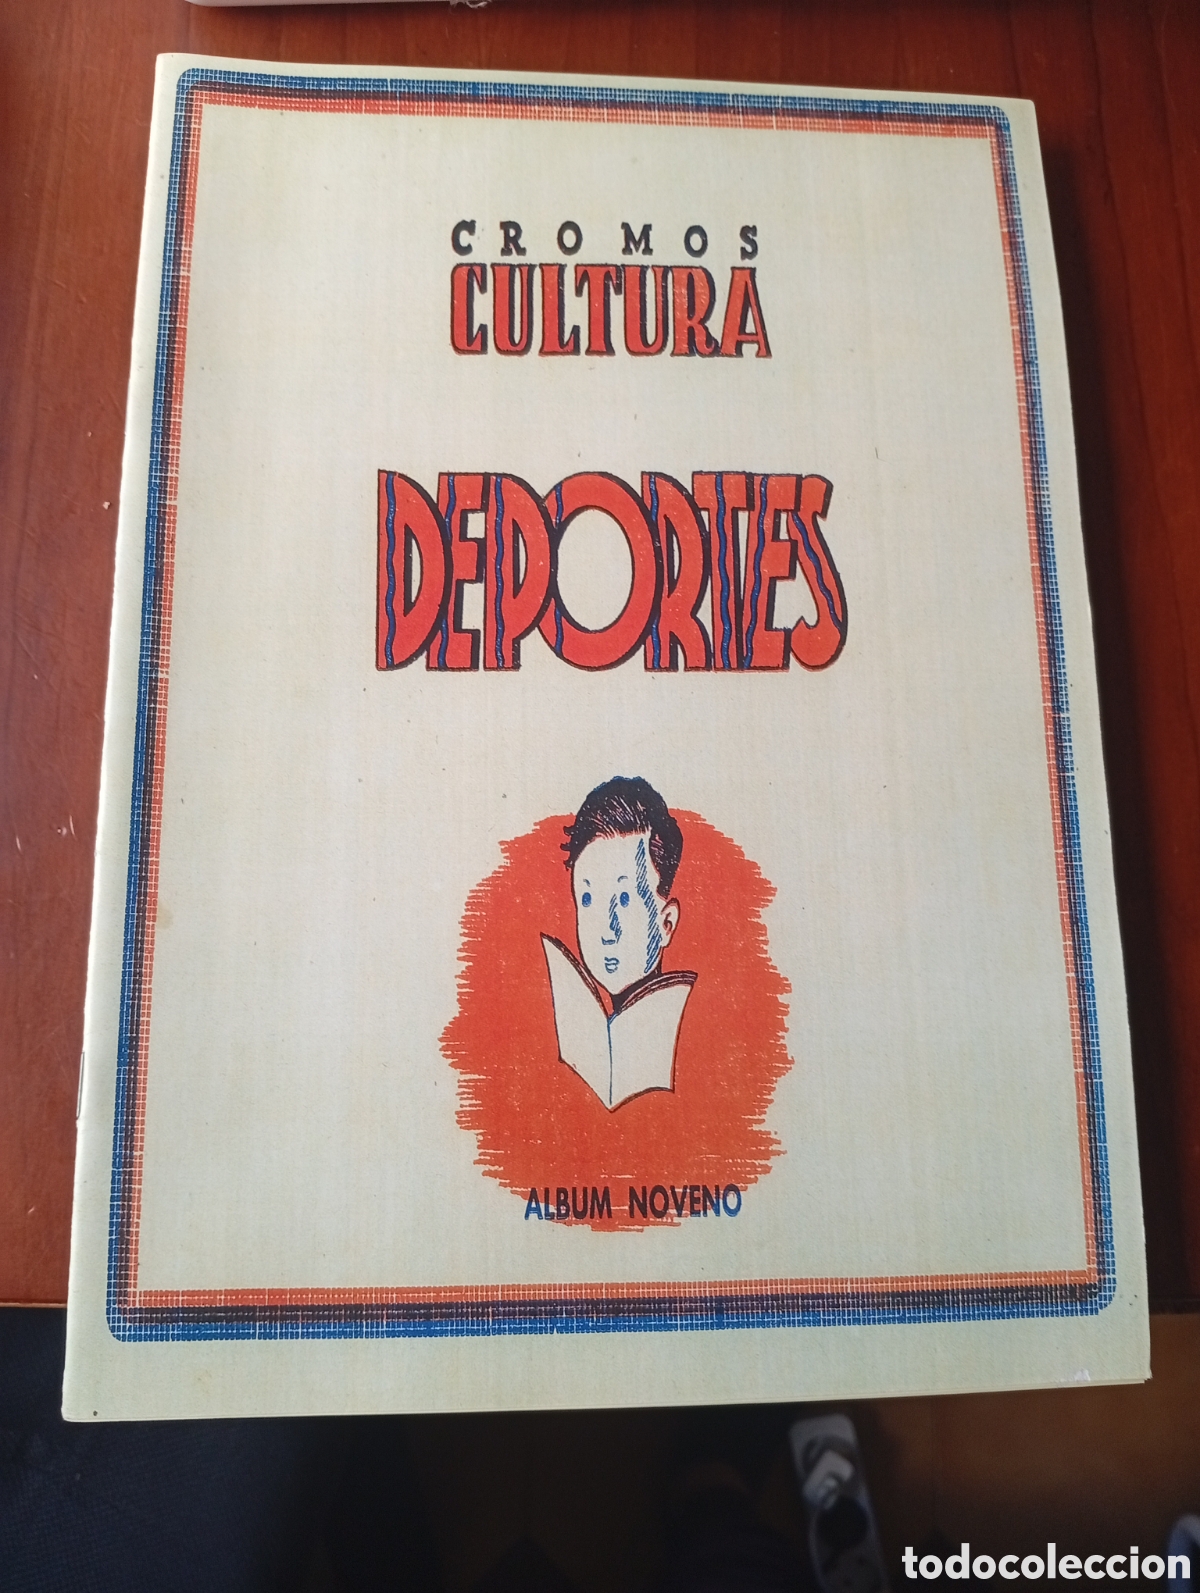 CROMOS
CULTURA
DEPORTES
ALBUM NOVENO
todocoleccion